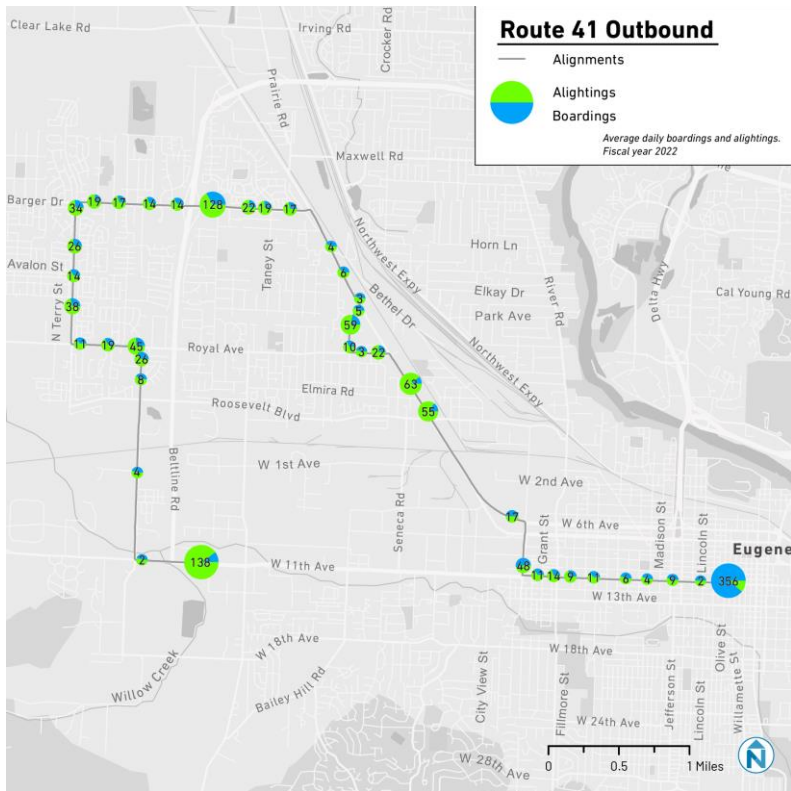 Route 41 Outbound
Alignments
Alightings
Boardings
Average daily boardings and alightings.
Fiscal year 2022
Clear Lake Rd
Irving Rd
Crocker Rd
Prairie Rd
Maxwell Rd
Barger Dr
34
19
17
14
14
128
22
19
17
Northwest Expy
26
Taney St
4
Horn Ln
Delta Hwy
Avalon St
14
6
Bethel Dr
River Rd
Elkay Dr
Cal Young Rd
N Terry St
38
3
5
Park Ave
59
11
19
45
Royal Ave
10
3
22
Northwest Expy
26
8
Elmira Rd
63
Roosevelt Blvd
55
Beltline Rd
W 1st Ave
4
Seneca Rd
W 2nd Ave
17
W 6th Ave
Grant St
Madison St
Lincoln St
Eugene
2
138
W 11th Ave
48
11
14
9
11
6
4
9
2
356
W 13th Ave
W 18th Ave
W 18th Ave
Olive St
Willamette St
Willow Creek
Bailey Hill Rd
City View St
Fillmore St
Jefferson St
Lincoln St
W 24th Ave
W 28th Ave
0
0.5
1 Miles
N